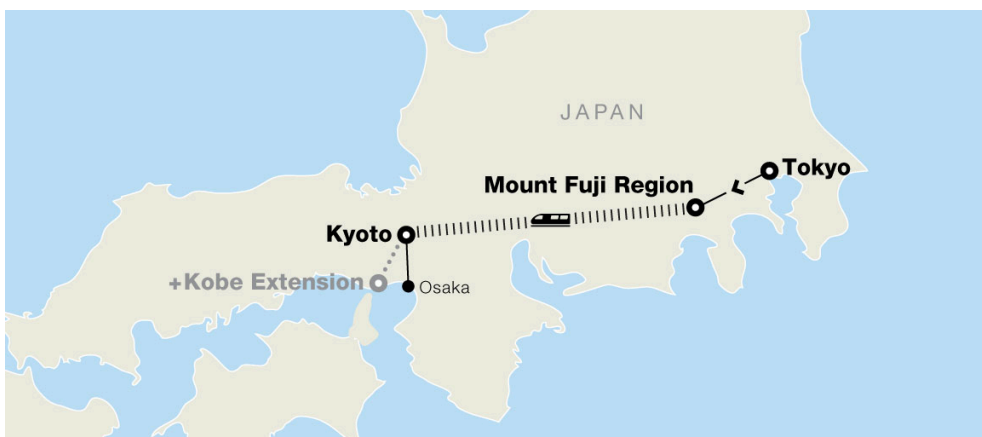 JAPAN
Tokyo
Mount Fuji Region
Kyoto
+Kobe Extension
Osaka